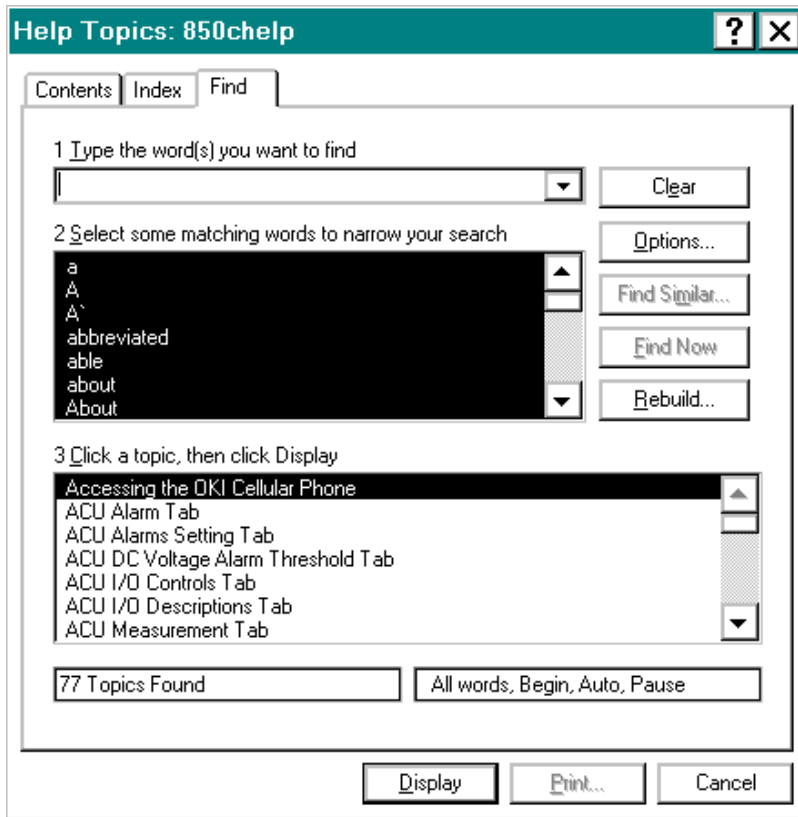 Help Topics: 850chelp
Contents Index Find
1 Type the word(s) you want to find
Clear
2 Select some matching words to narrow your search
Options...
a
A
A`
abbreviated
able
about
About
Find Similar...
Find Now
Rebuild...
3 Click a topic, then click Display
Accessing the OKI Cellular Phone
ACU Alarm Tab
ACU Alarms Setting Tab
ACU DC Voltage Alarm Threshold Tab
ACU I/O Controls Tab
ACU I/O Descriptions Tab
ACU Measurement Tab
77 Topics Found
All words, Begin, Auto, Pause
Display Print... Cancel